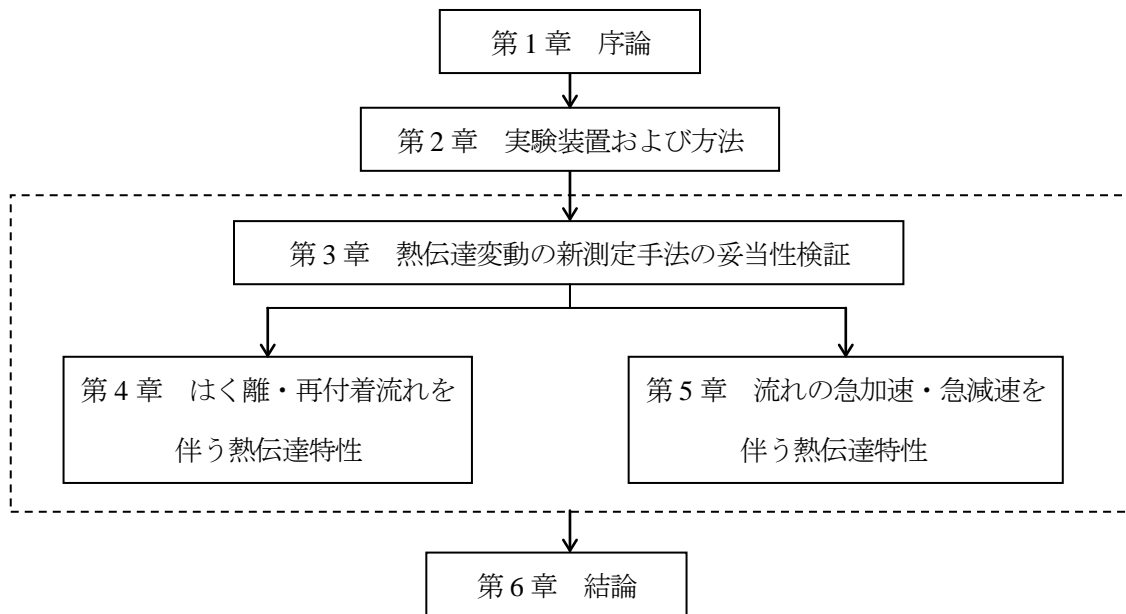 第1章　序論
第2章　実験装置および方法
第3章　熱伝達変動の新測定手法の妥当性検証
第4章　はく離・再付着流れを
伴う熱伝達特性
第5章　流れの急加速・急減速を
伴う熱伝達特性
第6章　結論